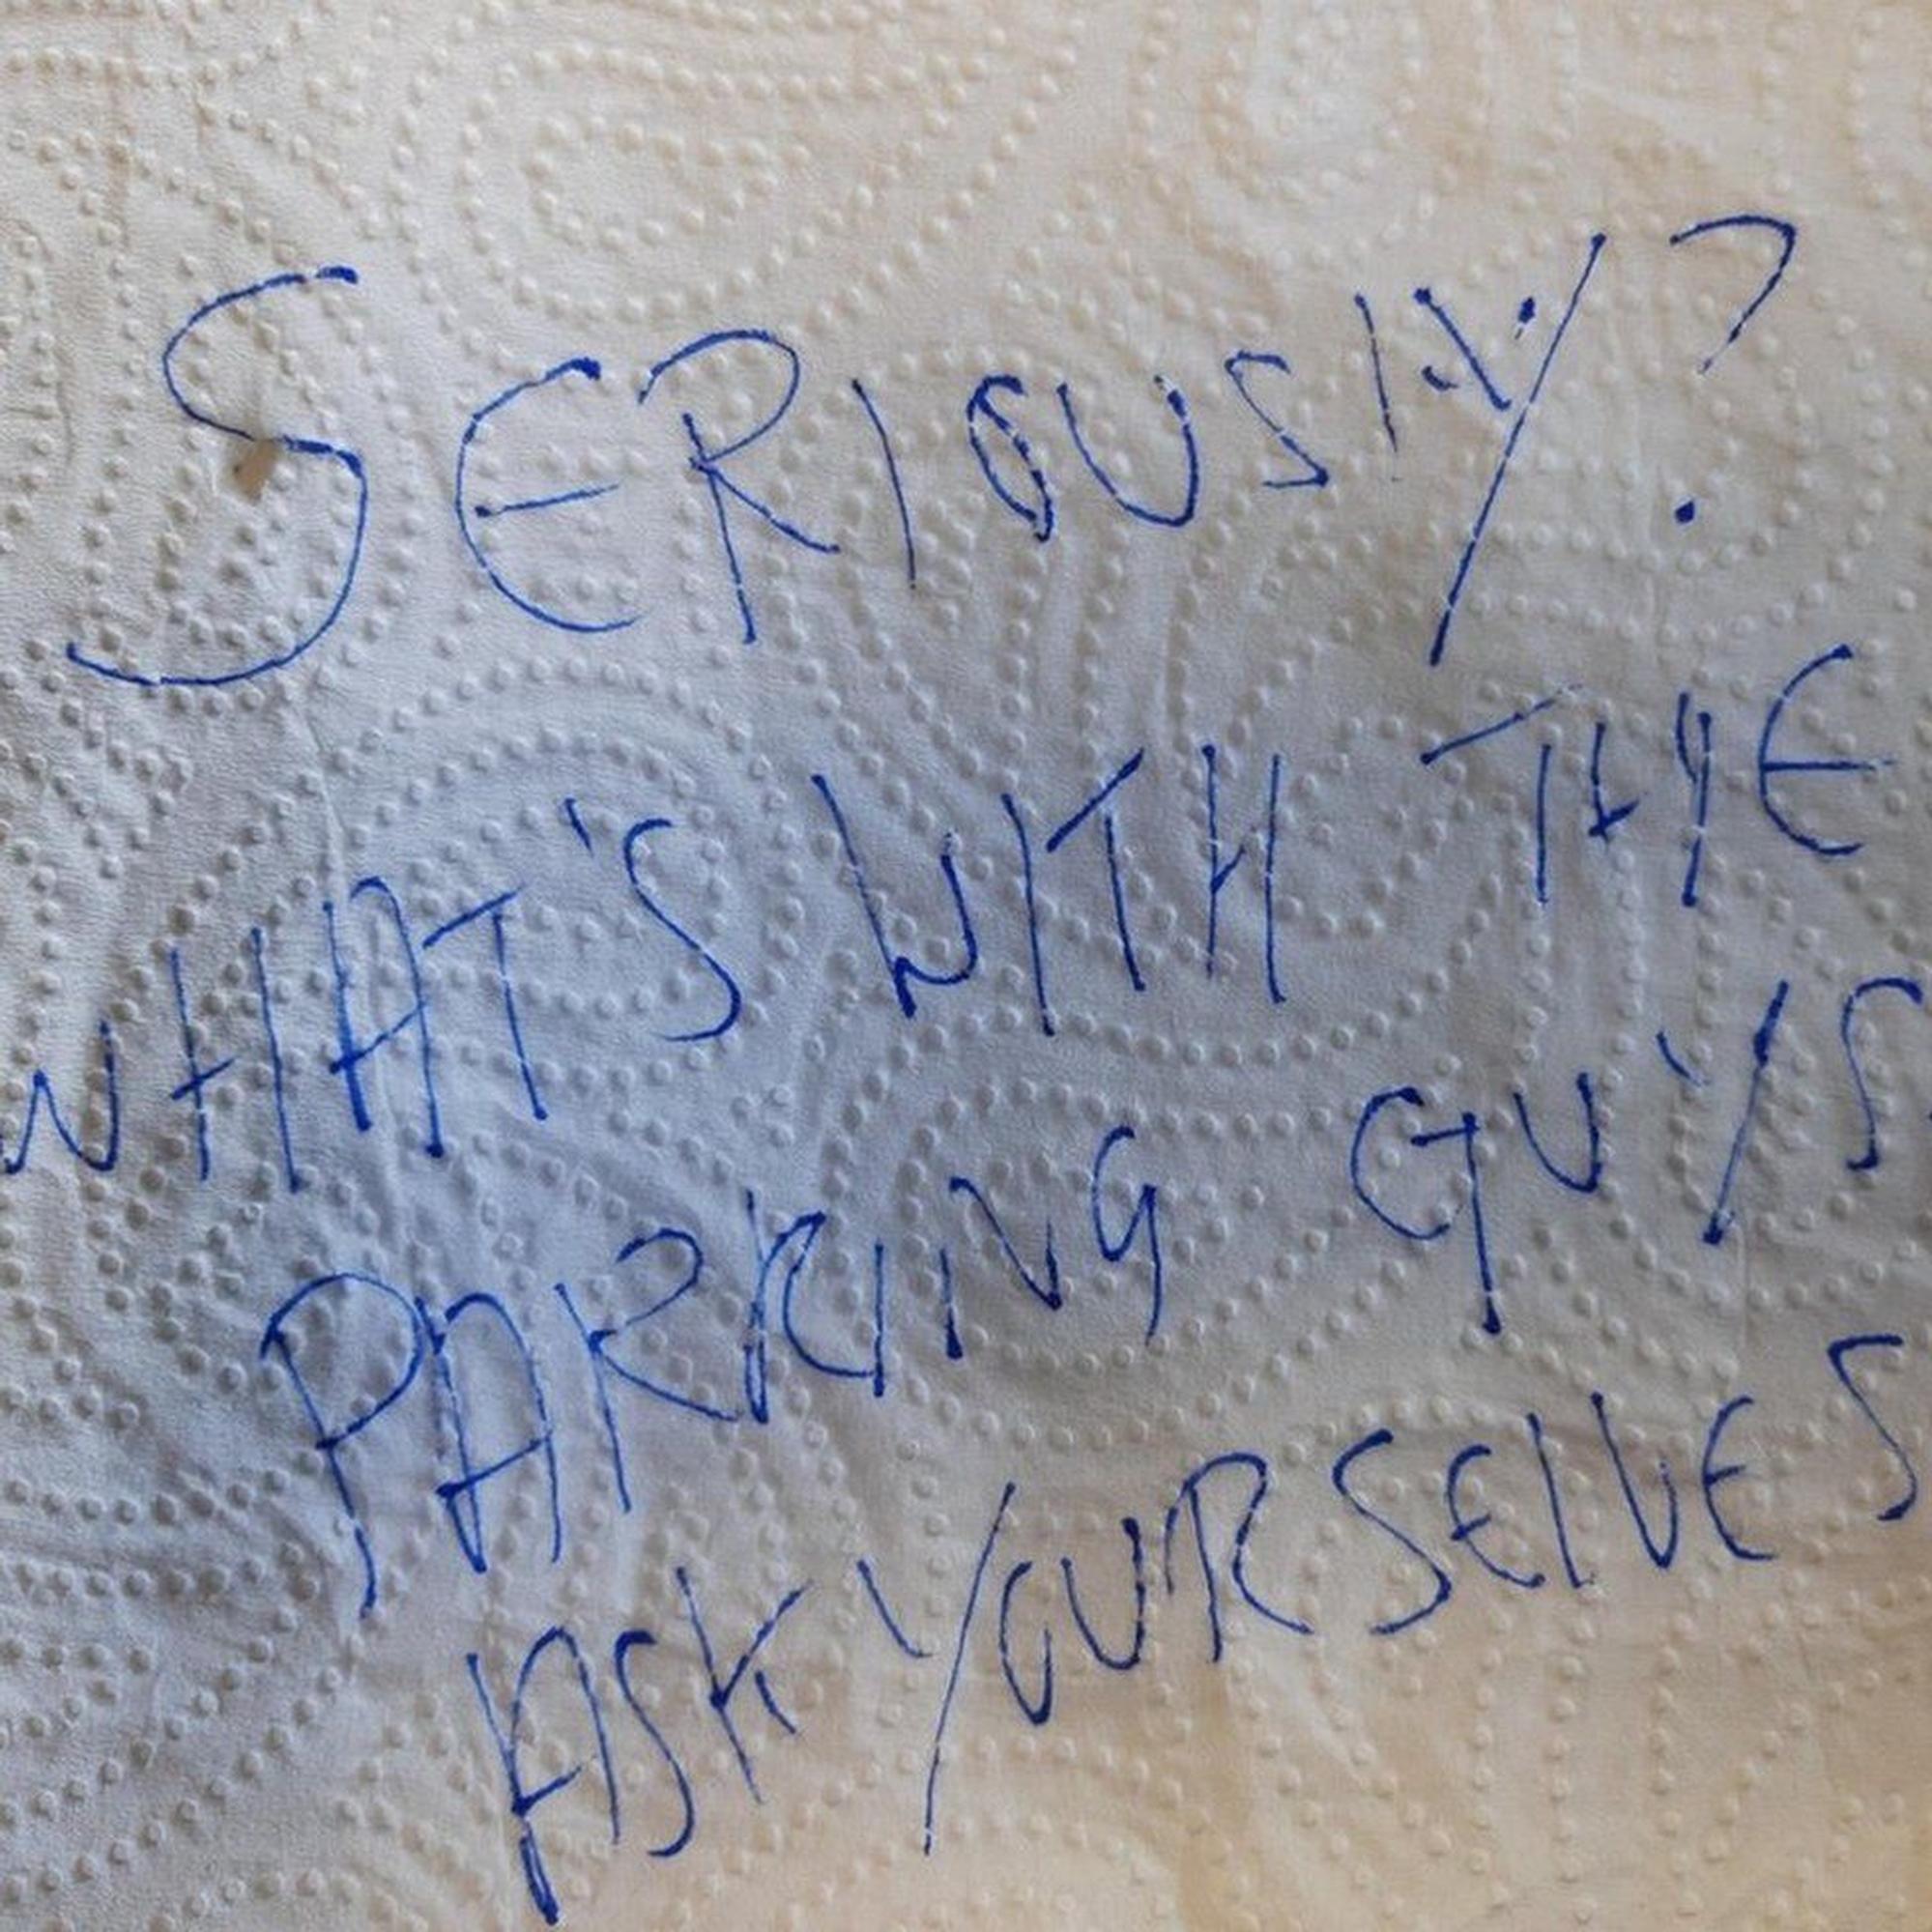 SERIOUSLY?
WHAT'S WITH THE
PARKING GUYS
ASK YOURSELVES